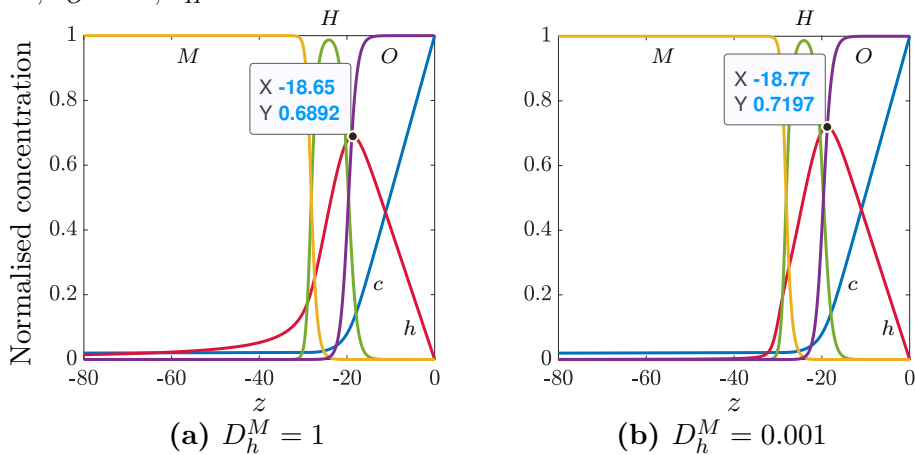 H H
1 M O 1 M O
X -18.65 X -18.77
Y 0.6892 Y 0.7197
0.8 0.8
0.6 0.6
Normalised concentration
0.4 0.4
c c
0.2 0.2
h h
0 0
-80 -60 -40 -20 0 -80 -60 -40 -20 0
z z
(a) D_h^M = 1 (b) D_h^M = 0.001